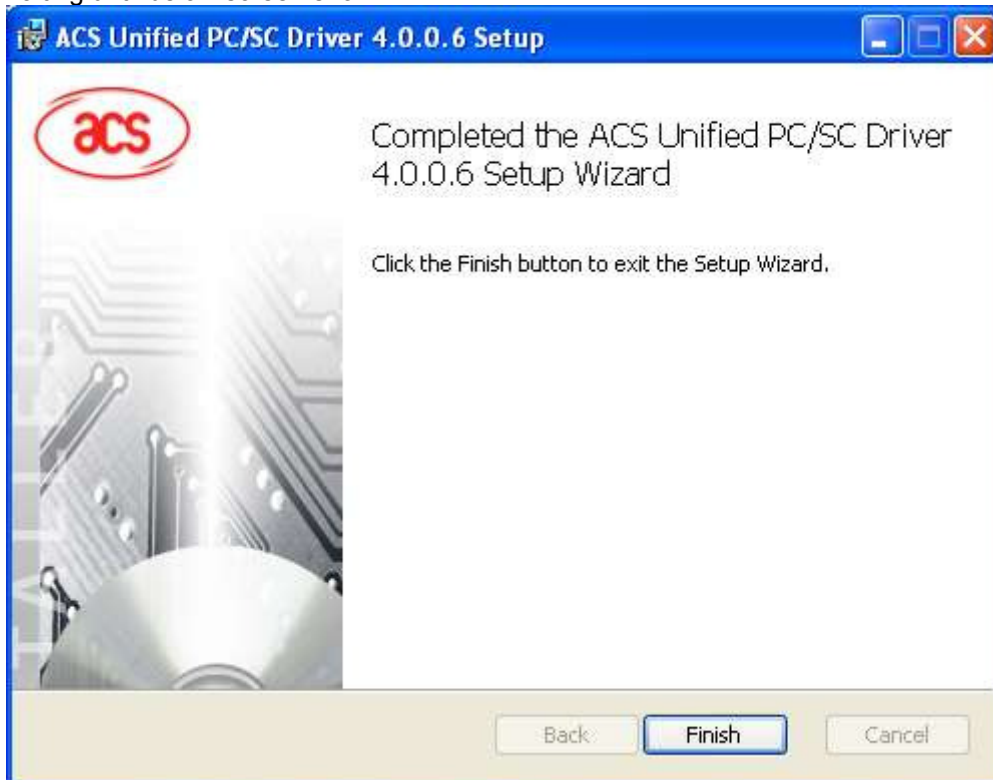 ACS Unified PC/SC Driver 4.0.0.6 Setup
acs
Completed the ACS Unified PC/SC Driver
4.0.0.6 Setup Wizard
Click the Finish button to exit the Setup Wizard.
Back Finish Cancel